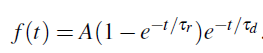 f(t) = A(1 − e^{−t/τ_r})e^{−t/τ_d}.